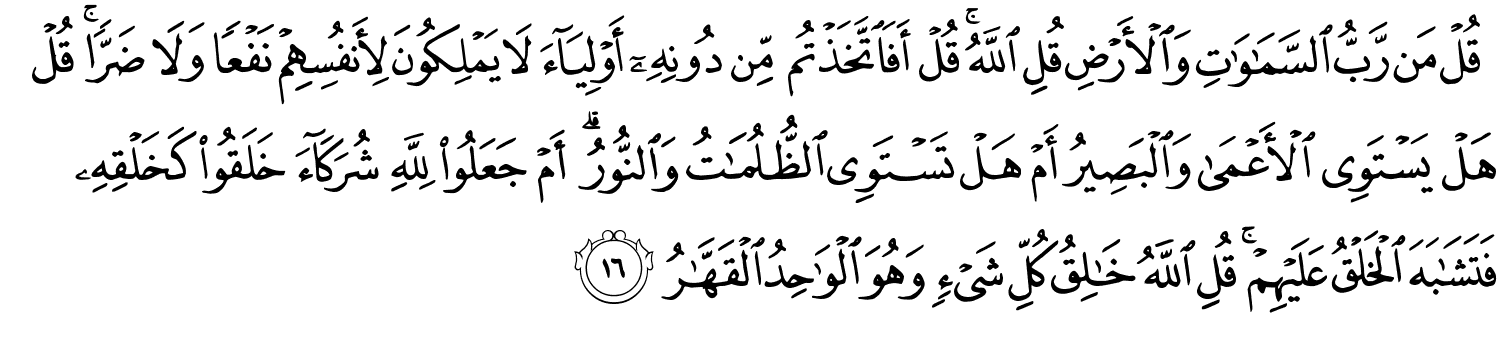 قُلۡ مَن رَّبُّ ٱلسَّمَٰوَٰتِ وَٱلۡأَرۡضِ قُلِ ٱللَّهُۚ قُلۡ أَفَٱتَّخَذۡتُم مِّن دُونِهِۦٓ أَوۡلِيَآءَ لَا يَمۡلِكُونَ لِأَنفُسِهِمۡ نَفۡعًا وَلَا ضَرًّاۚ قُلۡ
هَلۡ يَسۡتَوِي ٱلۡأَعۡمَىٰ وَٱلۡبَصِيرُ أَمۡ هَلۡ تَسۡتَوِي ٱلظُّلُمَٰتُ وَٱلنُّورُۗ أَمۡ جَعَلُواْ لِلَّهِ شُرَكَآءَ خَلَقُواْ كَخَلۡقِهِۦ
فَتَشَٰبَهَ ٱلۡخَلۡقُ عَلَيۡهِمۡۚ قُلِ ٱللَّهُ خَٰلِقُ كُلِّ شَيۡءٖ وَهُوَ ٱلۡوَٰحِدُ ٱلۡقَهَّٰرُ ١٦